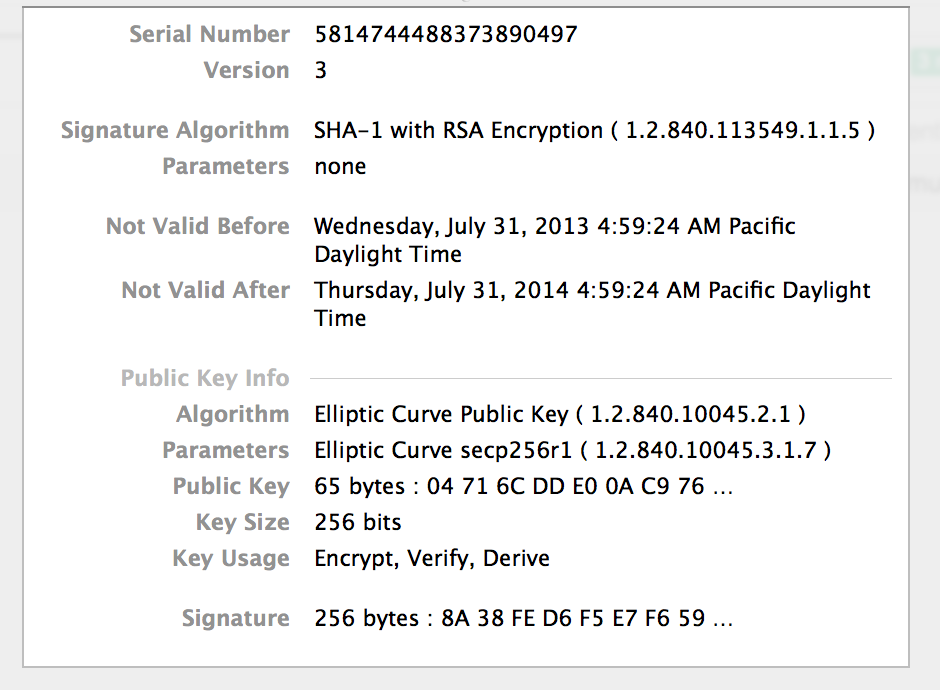 Serial Number 5814744488373890497
Version 3
Signature Algorithm SHA-1 with RSA Encryption ( 1.2.840.113549.1.1.5 )
Parameters none
Not Valid Before Wednesday, July 31, 2013 4:59:24 AM Pacific
Daylight Time
Not Valid After Thursday, July 31, 2014 4:59:24 AM Pacific Daylight
Time
Public Key Info
Algorithm Elliptic Curve Public Key ( 1.2.840.10045.2.1 )
Parameters Elliptic Curve secp256r1 ( 1.2.840.10045.3.1.7 )
Public Key 65 bytes : 04 71 6C DD E0 0A C9 76 ...
Key Size 256 bits
Key Usage Encrypt, Verify, Derive
Signature 256 bytes : 8A 38 FE D6 F5 E7 F6 59 ...